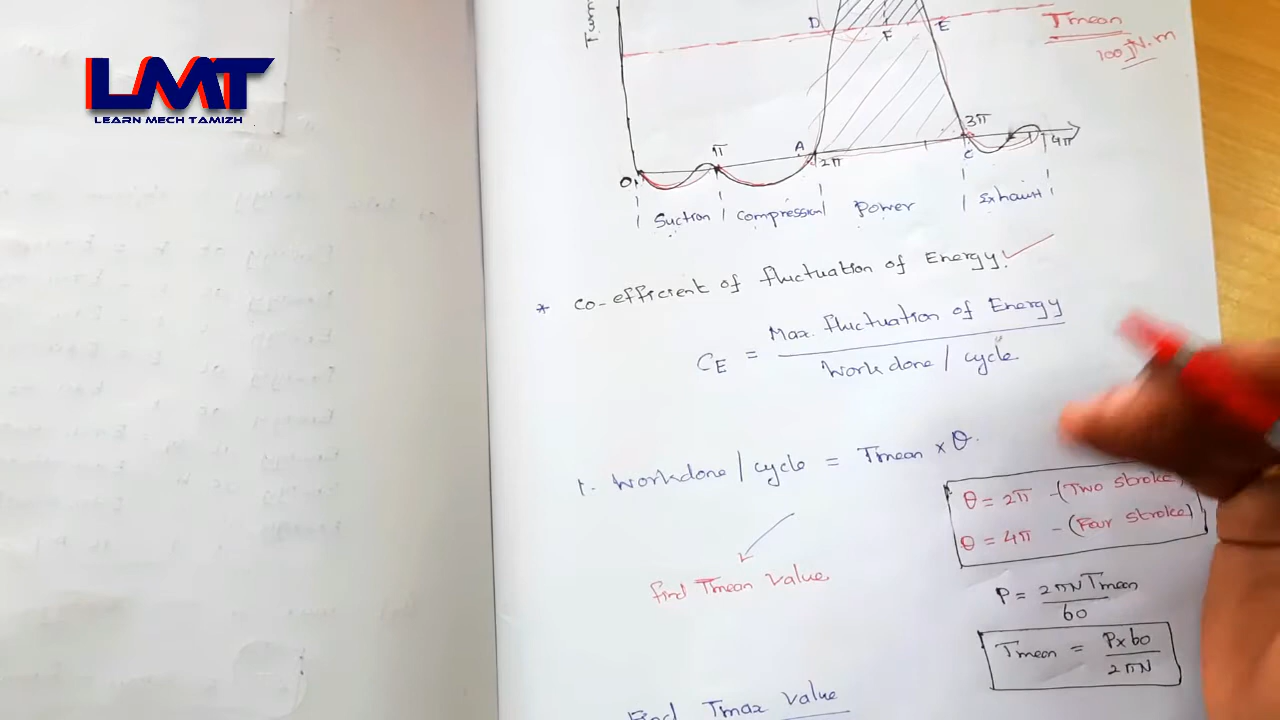 LMT
LEARN MECH TAMIZH
D
F
E
Tmean
100 N.m
O
π
A
2π
3π
C
4π
Suction
Compression
Power
Exhaust
* Co-efficient of fluctuation of Energy.
CE = Max. fluctuation of Energy / Workdone / cycle
1. Workdone / cycle = Tmean × θ.
θ = 2π - (Two stroke)
θ = 4π - (Four stroke)
find Tmean Value
P = 2πNTmean / 60
Tmean = P×60 / 2πN
Find Tmax Value